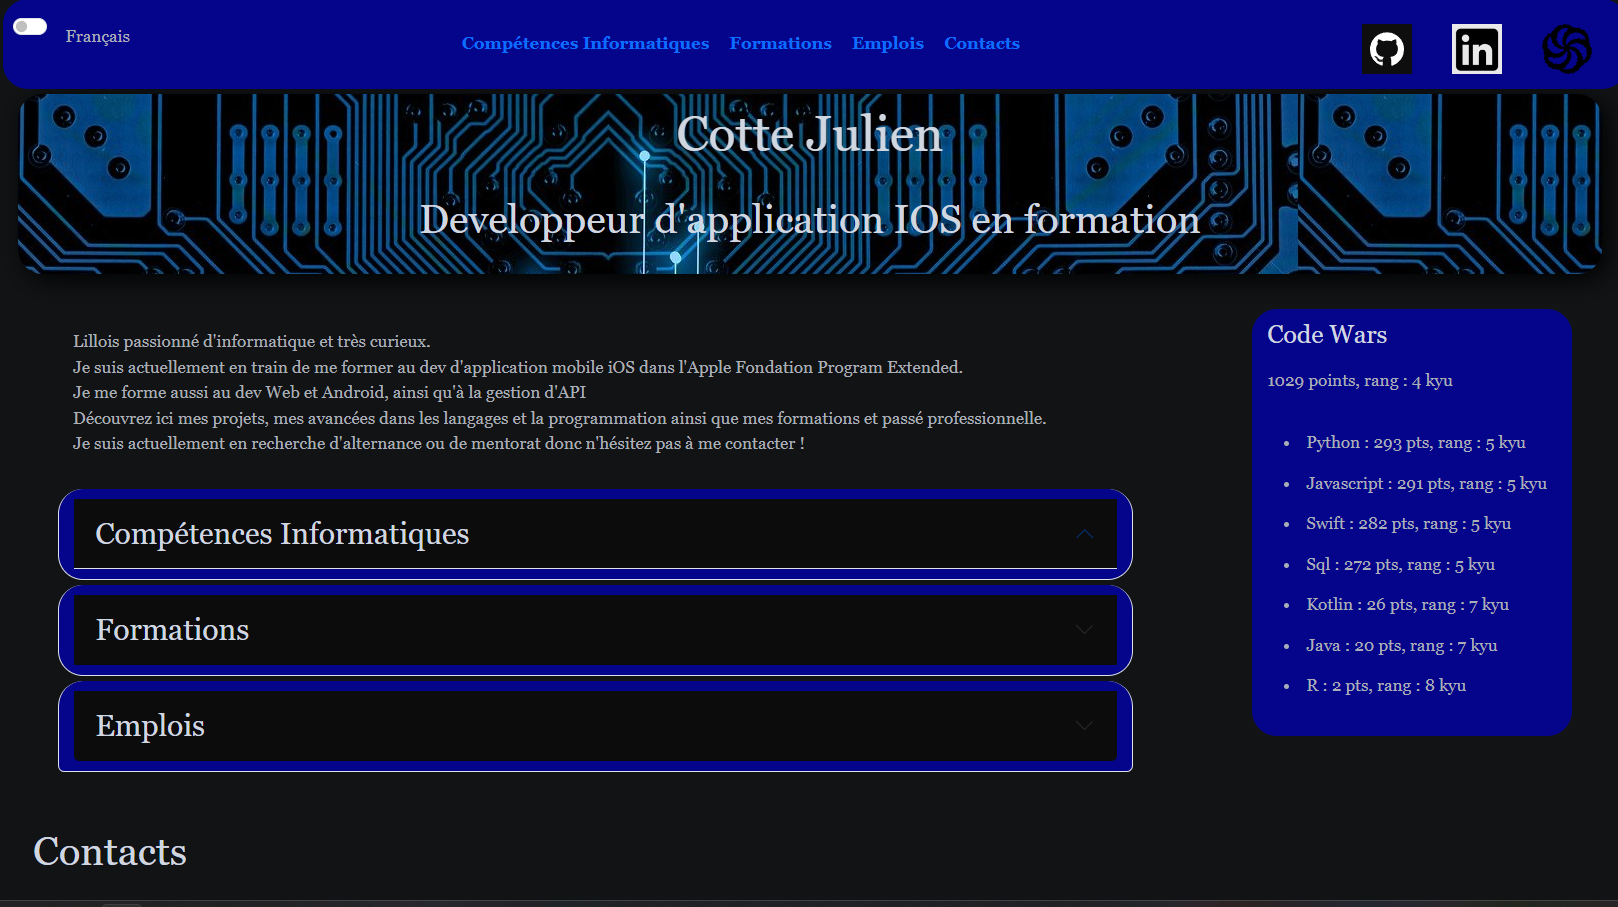 Français
Compétences Informatiques Formations Emplois Contacts
in
Cotte Julien
Developpeur d'application IOS en formation
Lillois passionné d'informatique et très curieux.
Je suis actuellement en train de me former au dev d'application mobile iOS dans l'Apple Fondation Program Extended.
Je me forme aussi au dev Web et Android, ainsi qu'à la gestion d'API
Découvrez ici mes projets, mes avancées dans les langages et la programmation ainsi que mes formations et passé professionnelle.
Je suis actuellement en recherche d'alternance ou de mentorat donc n'hésitez pas à me contacter !
Compétences Informatiques
Formations
Emplois
Code Wars
1029 points, rang : 4 kyu
• Python : 293 pts, rang : 5 kyu
• Javascript : 291 pts, rang : 5 kyu
• Swift : 282 pts, rang : 5 kyu
• Sql : 272 pts, rang : 5 kyu
• Kotlin : 26 pts, rang : 7 kyu
• Java : 20 pts, rang : 7 kyu
• R : 2 pts, rang : 8 kyu
Contacts